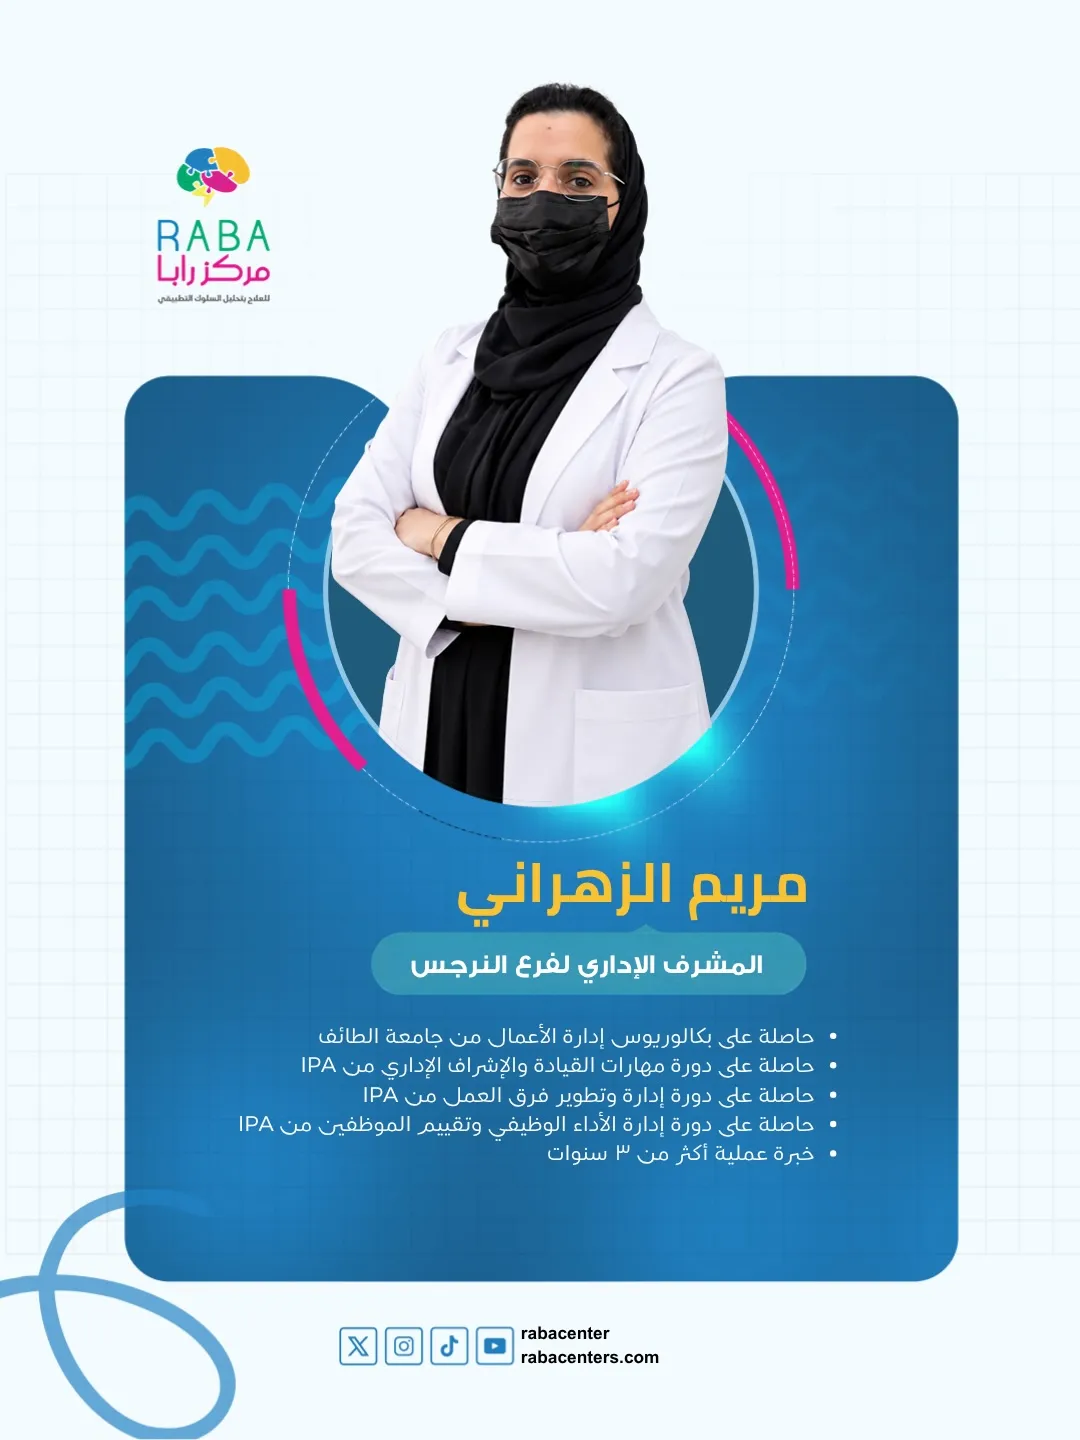 RABA
مركز رابا
للعلاج بتحليل السلوك التطبيقي
مريم الزهراني
المشرف الإداري لفرع النرجس
• حاصلة على بكالوريوس إدارة الأعمال من جامعة الطائف
• حاصلة على دورة مهارات القيادة والإشراف الإداري من IPA
• حاصلة على دورة إدارة وتطوير فرق العمل من IPA
• حاصلة على دورة إدارة الأداء الوظيفي وتقييم الموظفين من IPA
• خبرة عملية أكثر من ٣ سنوات
rabacenter
rabacenters.com